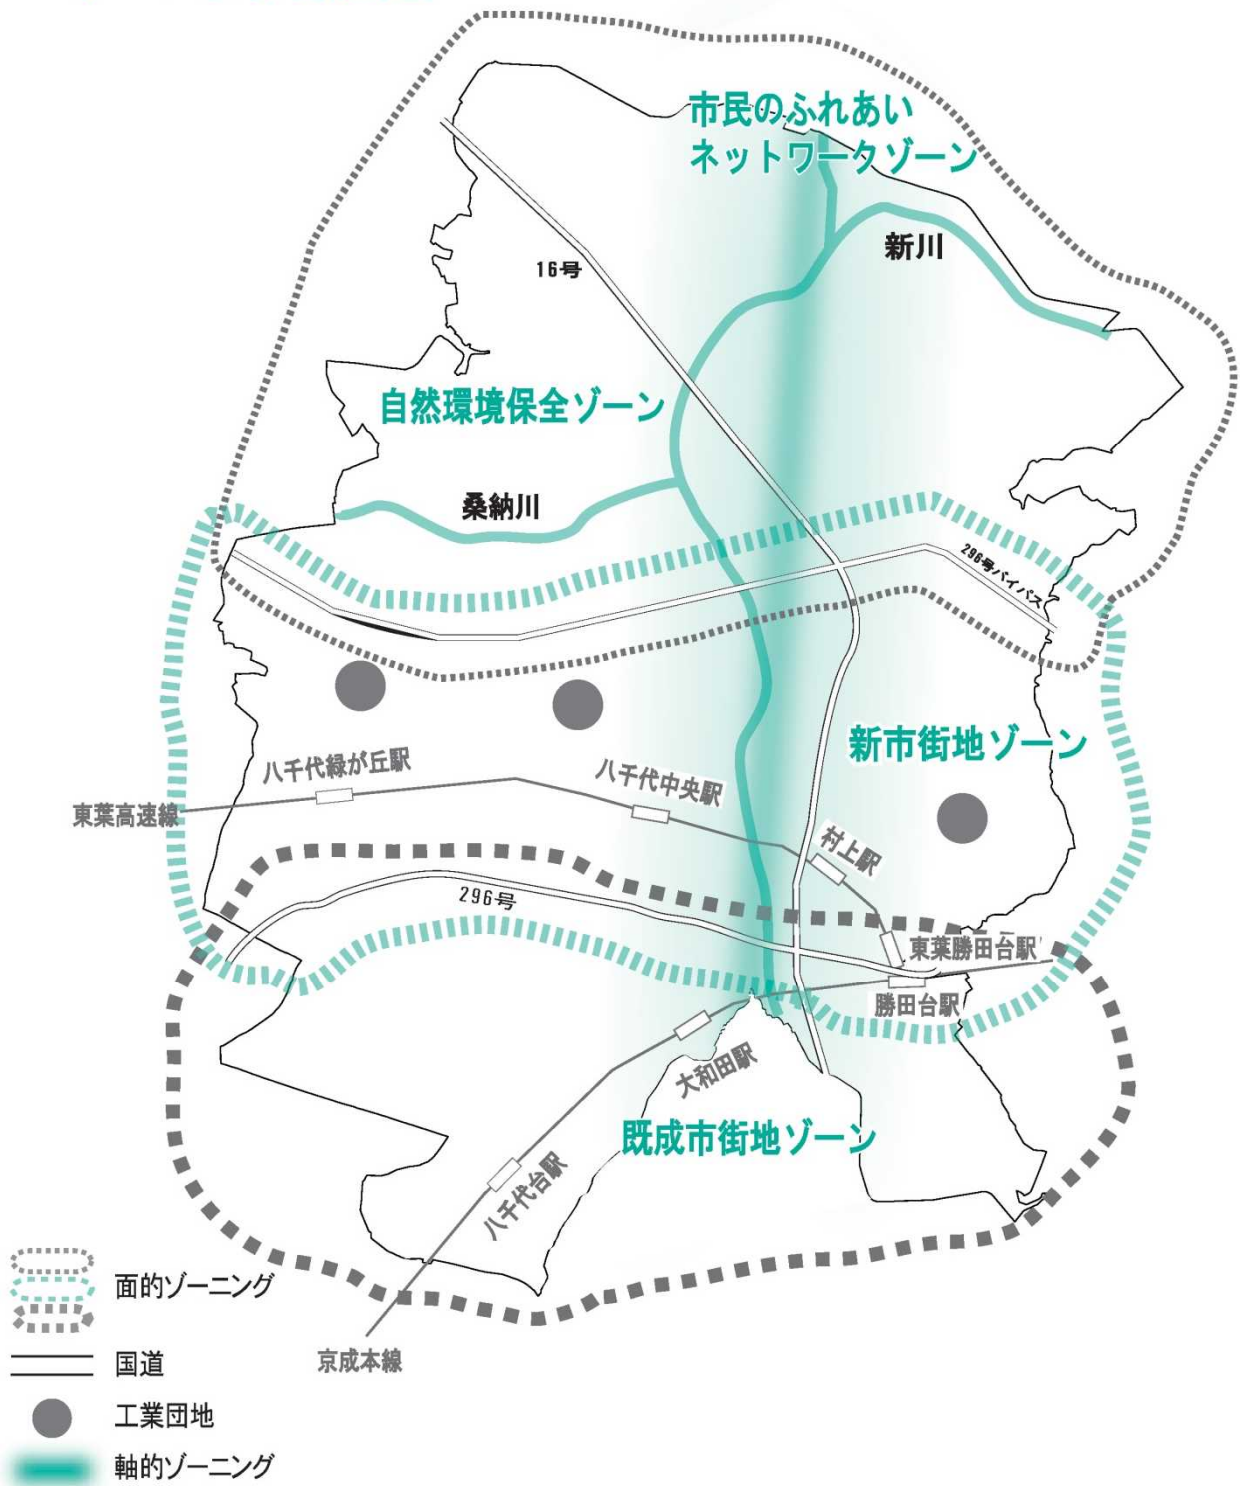 市民のふれあい
ネットワークゾーン
新川
16号
自然環境保全ゾーン
桑納川
296号バイパス
新市街地ゾーン
八千代緑が丘駅
八千代中央駅
東葉高速線
村上駅
296号
東葉勝田台駅
勝田台駅
大和田駅
既成市街地ゾーン
八千代台駅
京成本線
面的ゾーニング
国道
工業団地
軸的ゾーニング